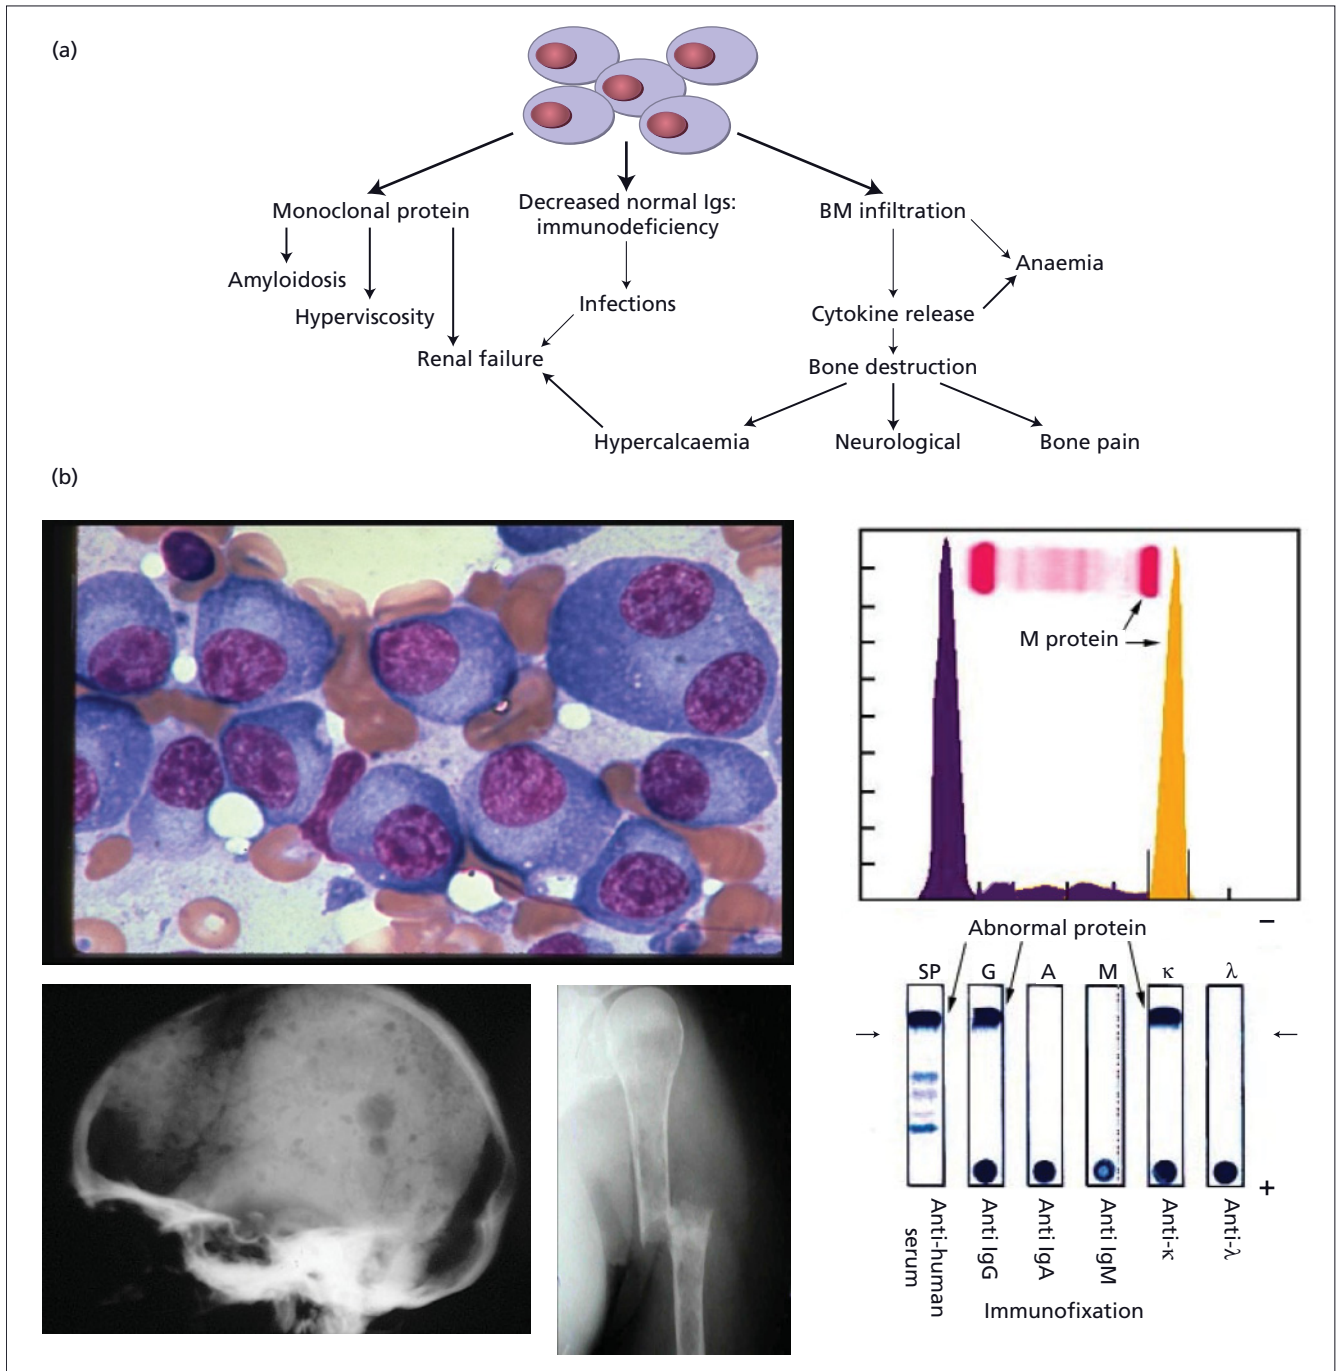 (a)
Monoclonal protein
Decreased normal Igs:
immunodeficiency
BM infiltration
Anaemia
Amyloidosis
Infections
Hyperviscosity
Cytokine release
Renal failure
Bone destruction
Hypercalcaemia
Neurological
Bone pain
(b)
M protein
−
Abnormal protein
SP G A M κ λ
+
Anti-human
serum
Anti IgG
Anti IgA
Anti IgM
Anti-κ
Anti-λ
Immunofixation